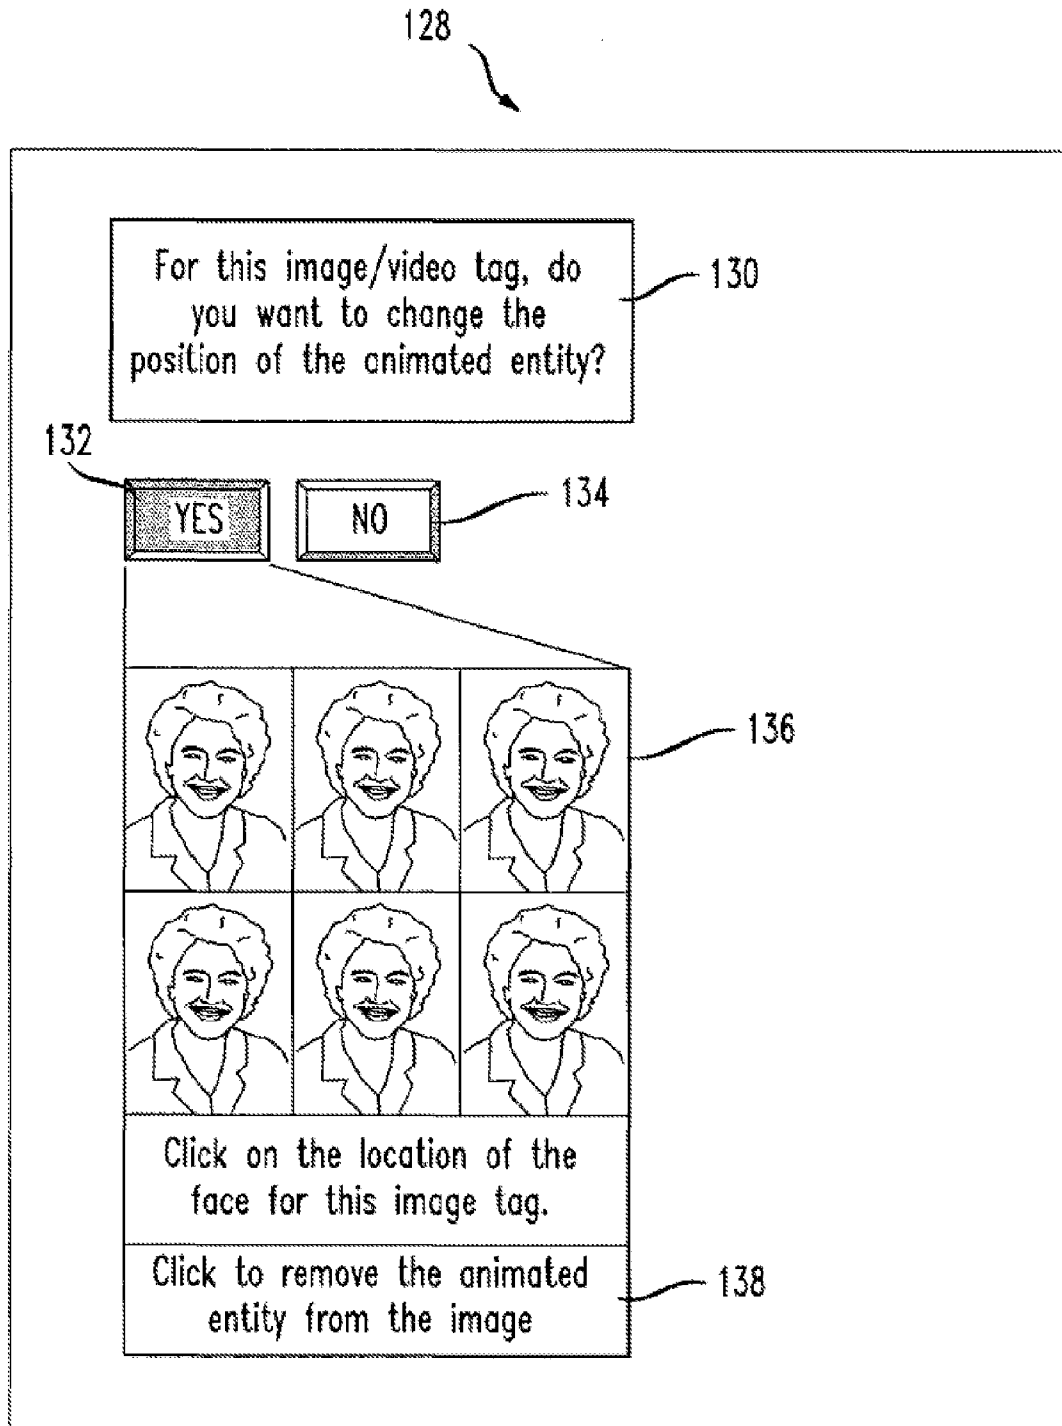 128
For this image/video tag, do
you want to change the
position of the animated entity?
130
132
YES
NO
134
136
Click on the location of the
face for this image tag.
Click to remove the animated
entity from the image
138